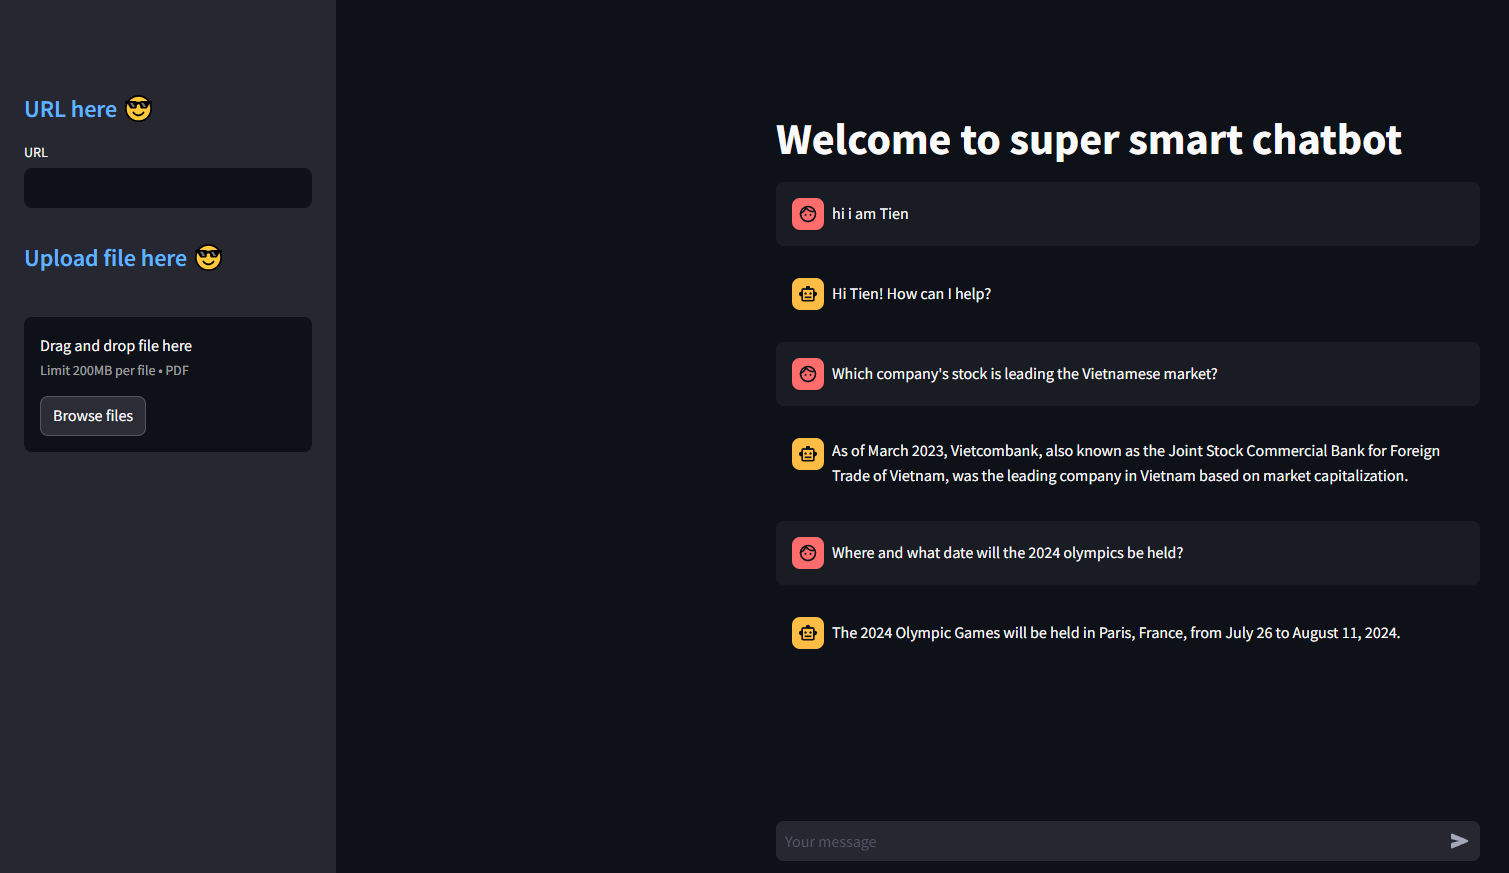 URL here 😎
URL
Upload file here 😎
Drag and drop file here
Limit 200MB per file • PDF
Browse files
Welcome to super smart chatbot
hi i am Tien
Hi Tien! How can I help?
Which company's stock is leading the Vietnamese market?
As of March 2023, Vietcombank, also known as the Joint Stock Commercial Bank for Foreign
Trade of Vietnam, was the leading company in Vietnam based on market capitalization.
Where and what date will the 2024 olympics be held?
The 2024 Olympic Games will be held in Paris, France, from July 26 to August 11, 2024.
Your message